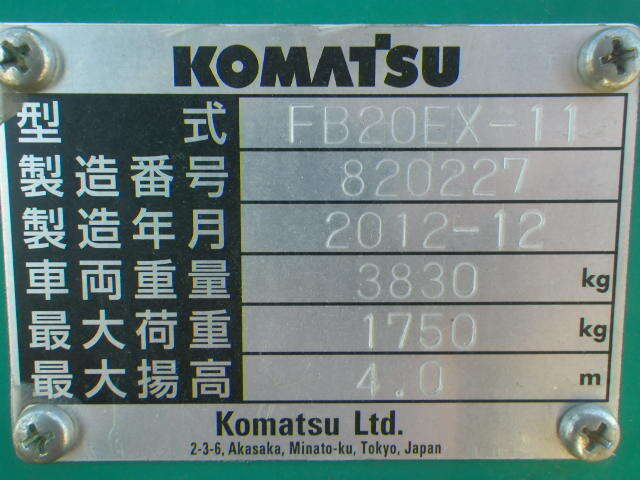 KOMATSU
型式 FB20EX-11
製造番号 820227
製造年月 2012-12
車両重量 3830 kg
最大荷重 1750 kg
最大揚高 4.0 m
Komatsu Ltd.
2-3-6, Akasaka, Minato-ku, Tokyo, Japan